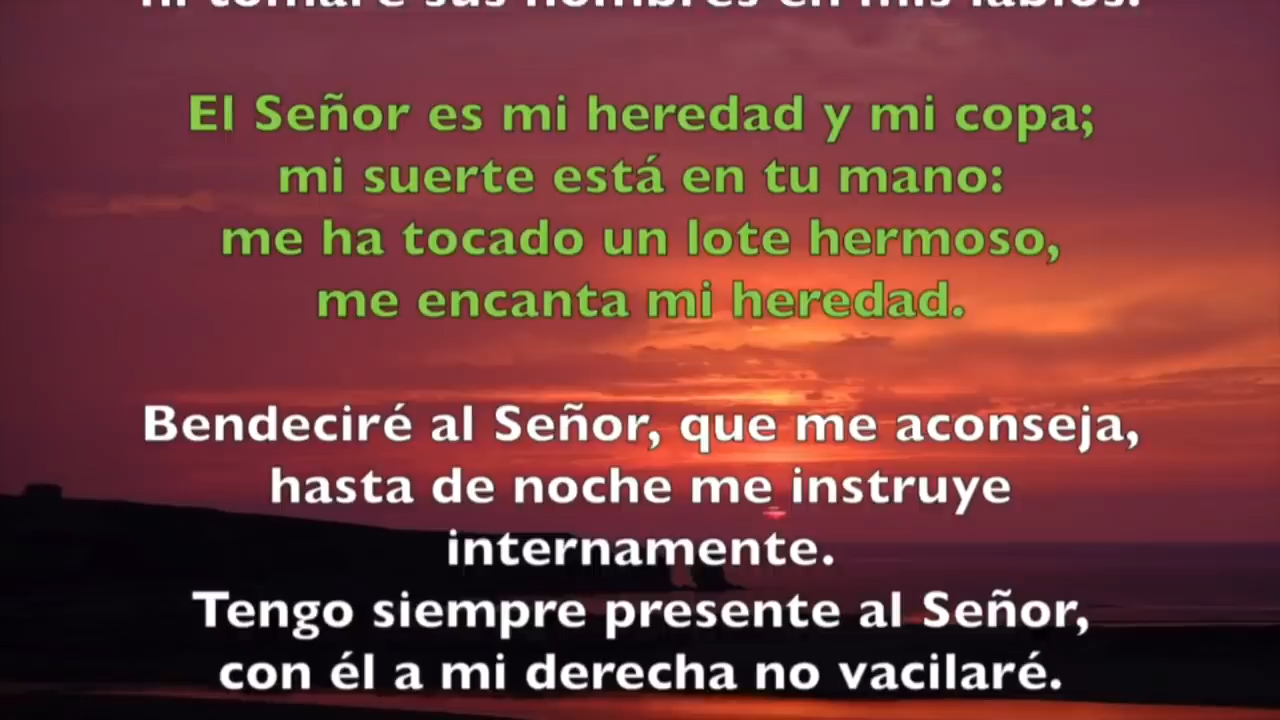 ni tomaré sus nombres en mis labios.
El Señor es mi heredad y mi copa;
mi suerte está en tu mano:
me ha tocado un lote hermoso,
me encanta mi heredad.
Bendeciré al Señor, que me aconseja,
hasta de noche me instruye
internamente.
Tengo siempre presente al Señor,
con él a mi derecha no vacilaré.